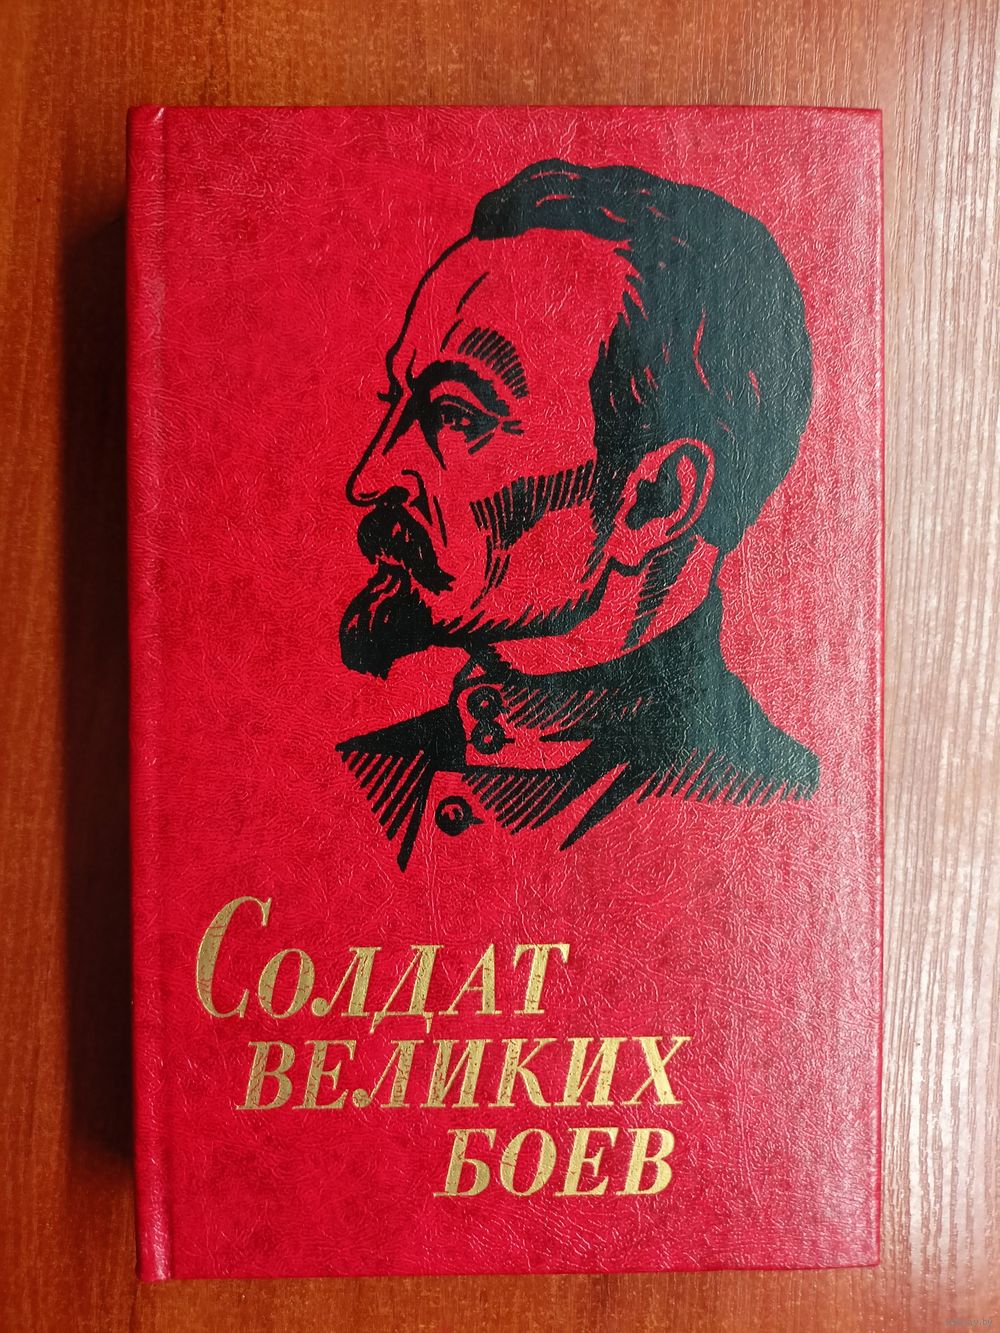 Солдат
великих
боев